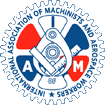 INTERNATIONAL ASSOCIATION OF MACHINISTS AND AEROSPACE WORKERS
A M